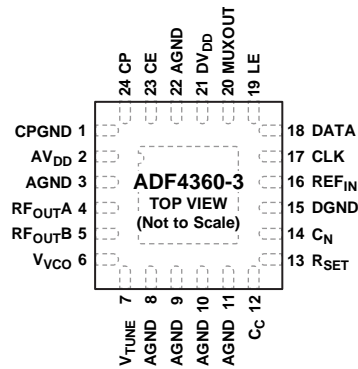 24 CP
23 CE
22 AGND
21 DVDD
20 MUXOUT
19 LE
CPGND 1
AVDD 2
AGND 3
RFOUTA 4
RFOUTB 5
VVCO 6
ADF4360-3
TOP VIEW
(Not to Scale)
18 DATA
17 CLK
16 REFIN
15 DGND
14 CN
13 RSET
VTUNE 7
AGND 8
AGND 9
AGND 10
AGND 11
CC 12